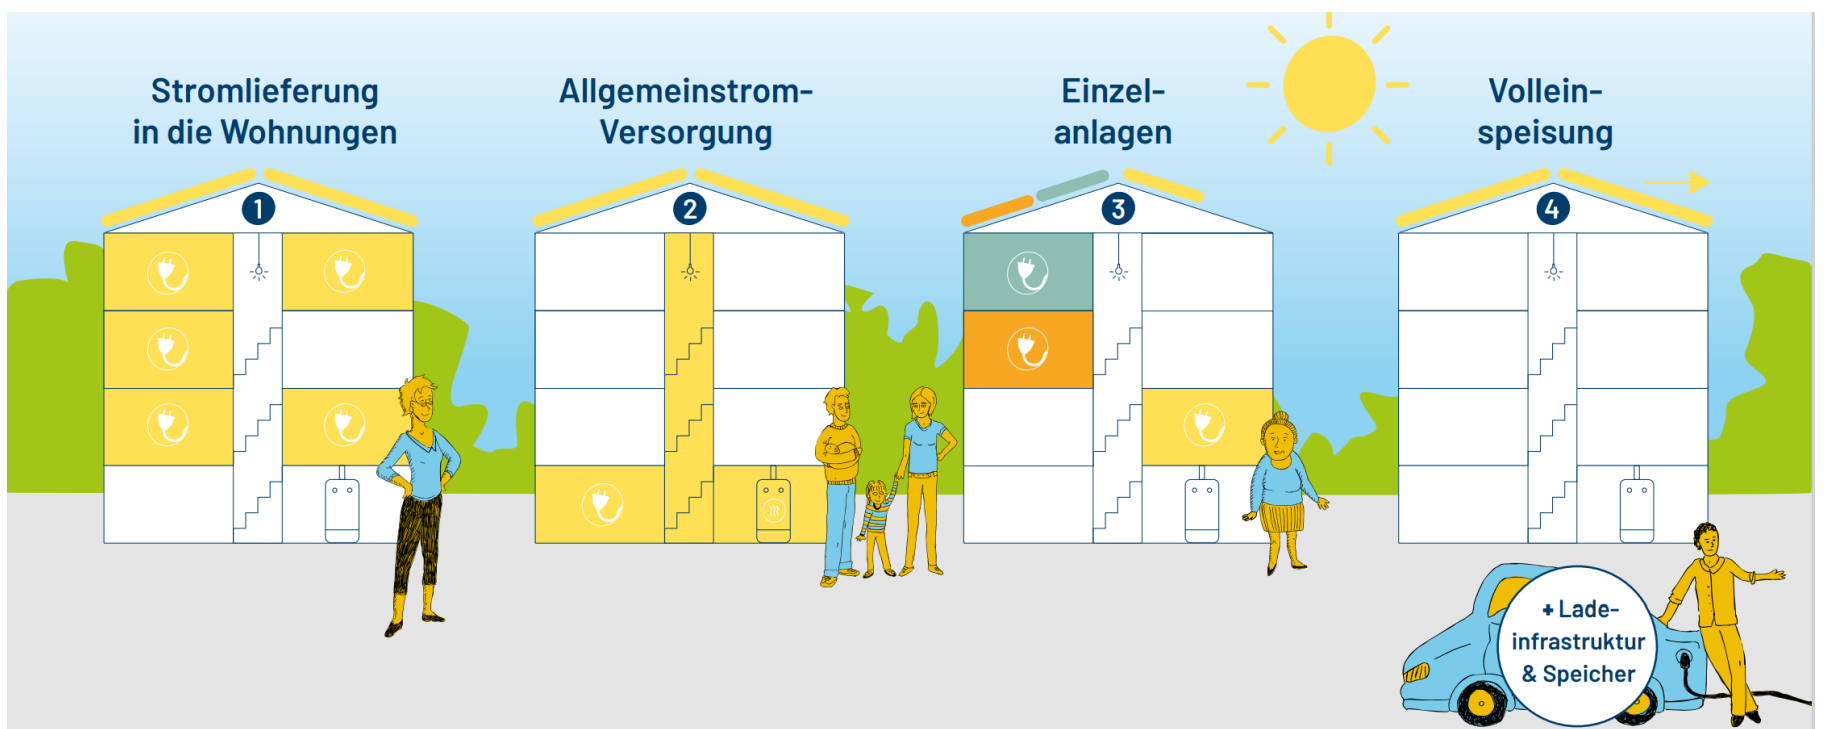 Stromlieferung
in die Wohnungen
1
Allgemeinstrom-
Versorgung
2
Einzel-
anlagen
3
Vollein-
speisung
4
+ Lade-
infrastruktur
& Speicher